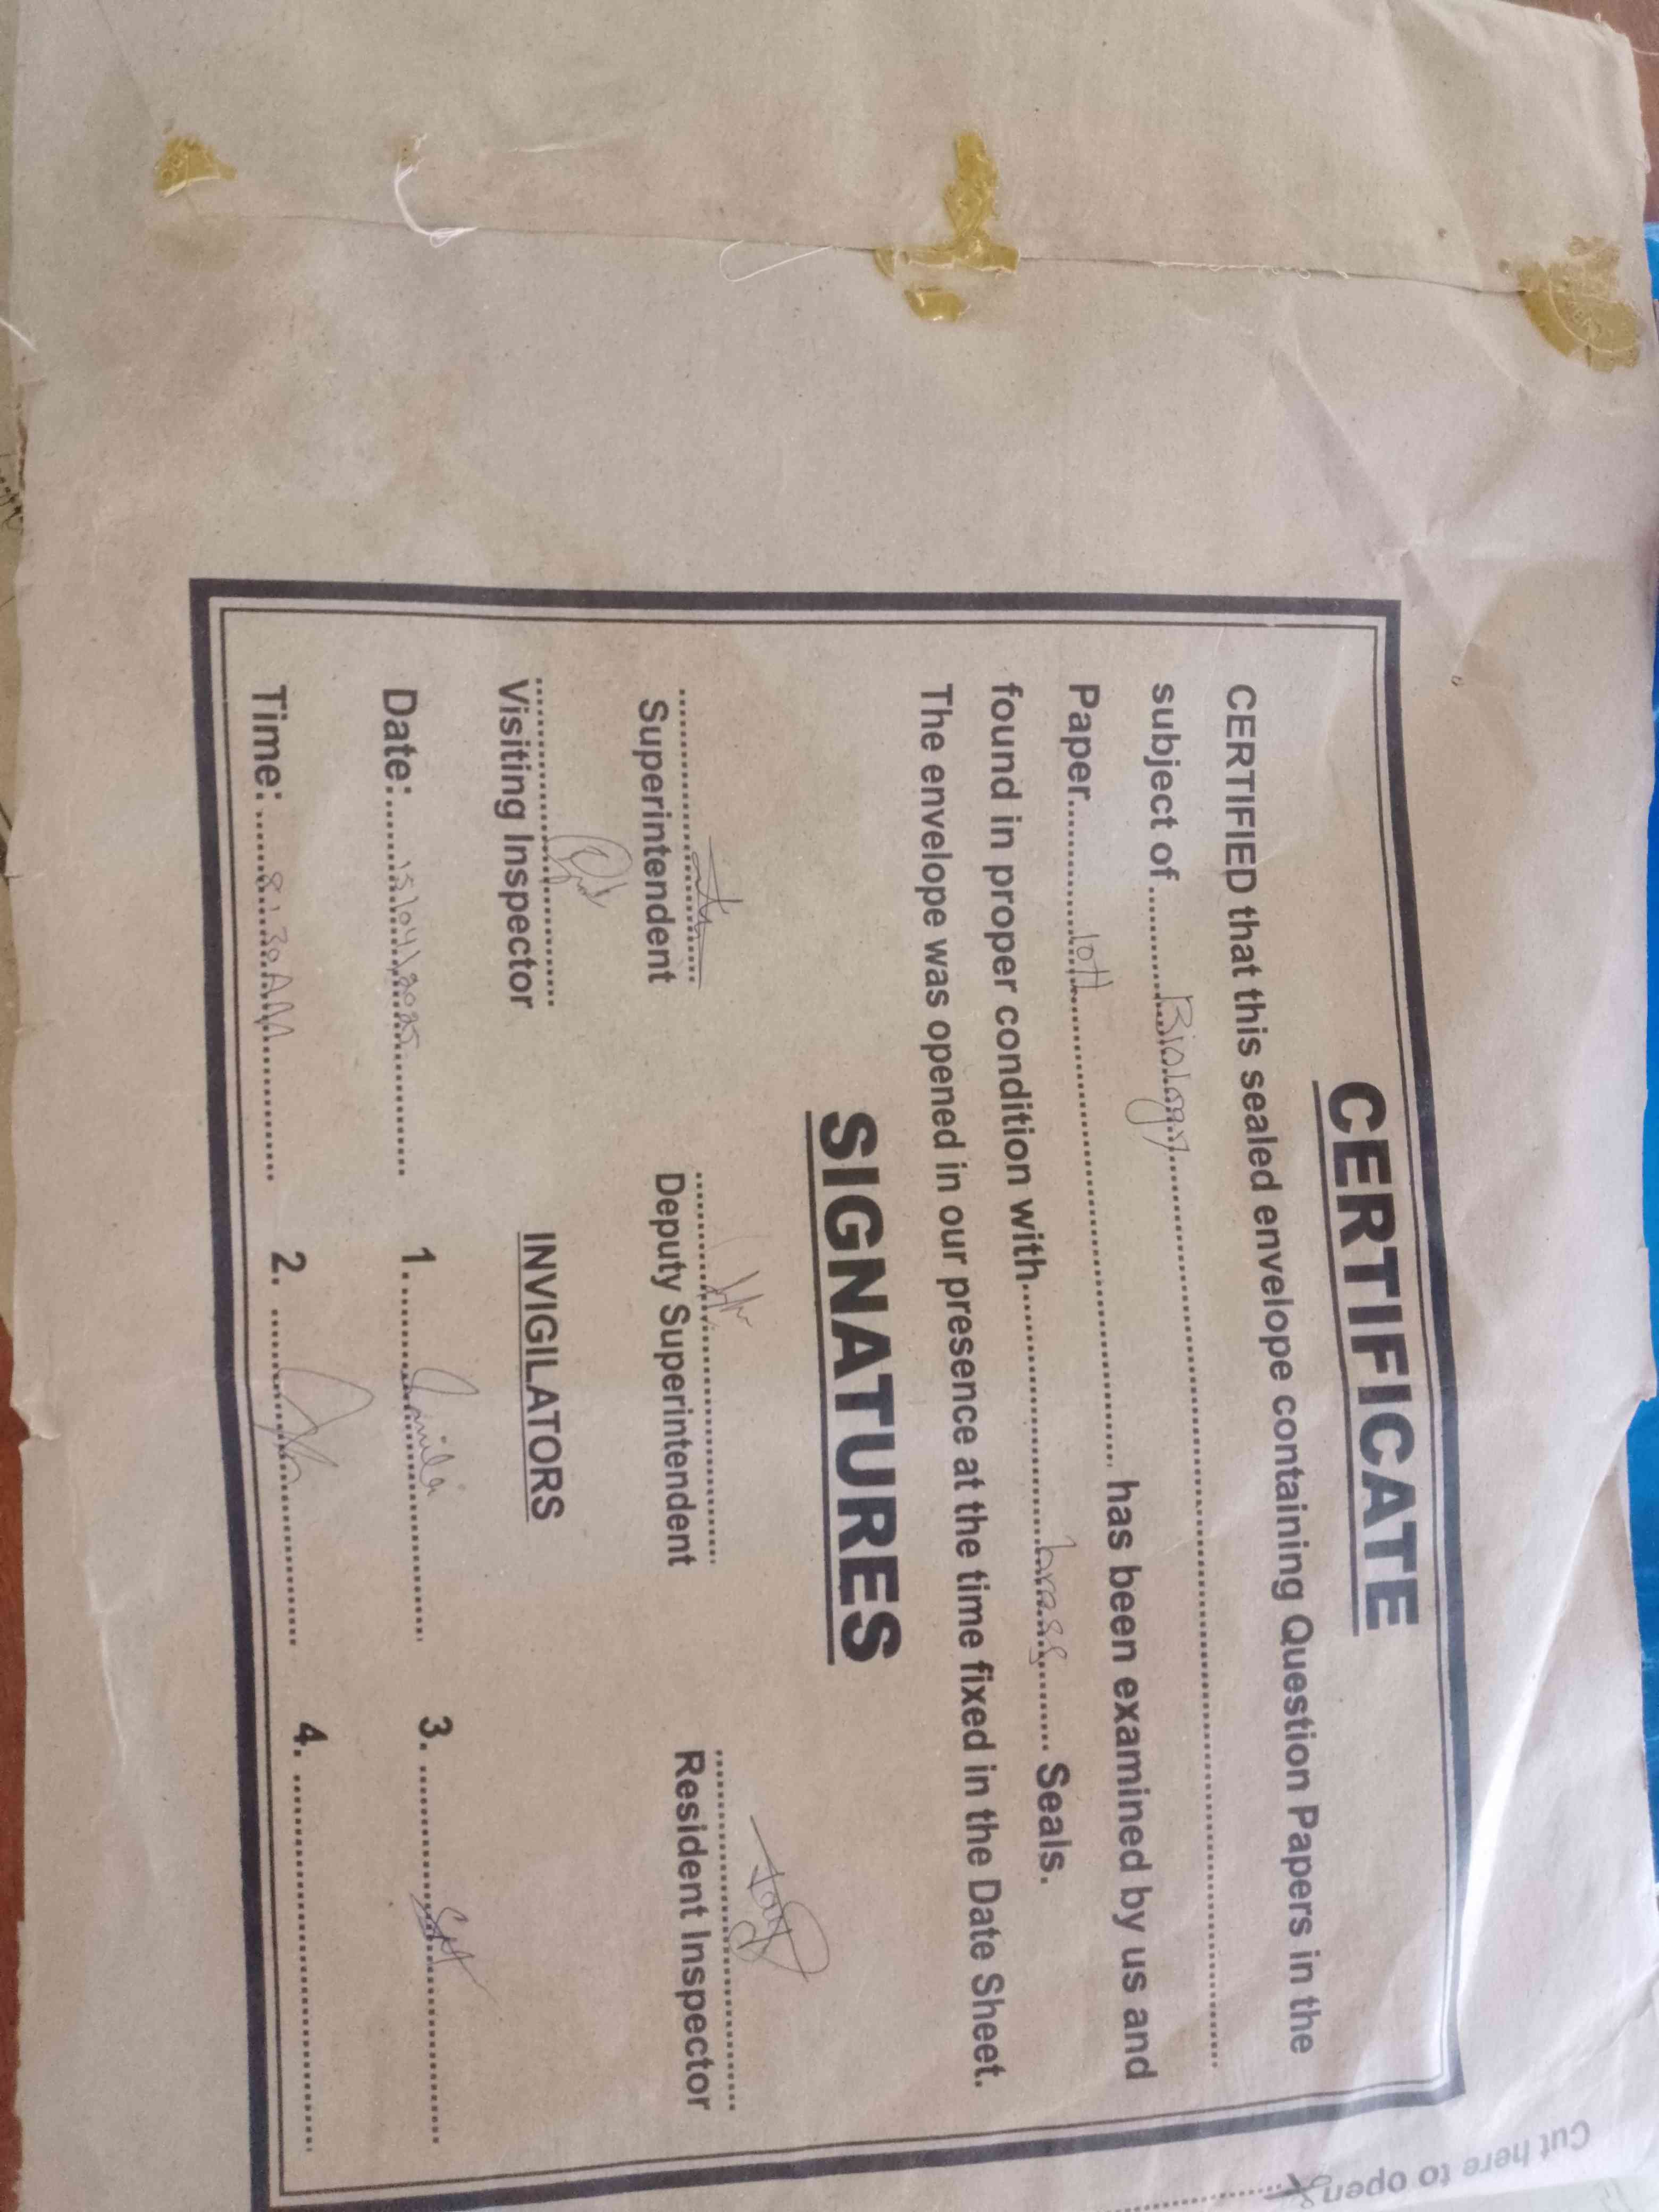 CERTIFICATE
CERTIFIED that this sealed envelope containing Question Papers in the
subject of ............Biology............
Paper............10th............ has been examined by us and
found in proper condition with............brass............ Seals.
The envelope was opened in our presence at the time fixed in the Date Sheet.
SIGNATURES
Superintendent Deputy Superintendent Resident Inspector
Visiting Inspector
INVIGILATORS
Date:......15/04/2025............ 1............. 3. ............
Time:......8:30AM............ 2. ............ 4. ............
Cut here to open